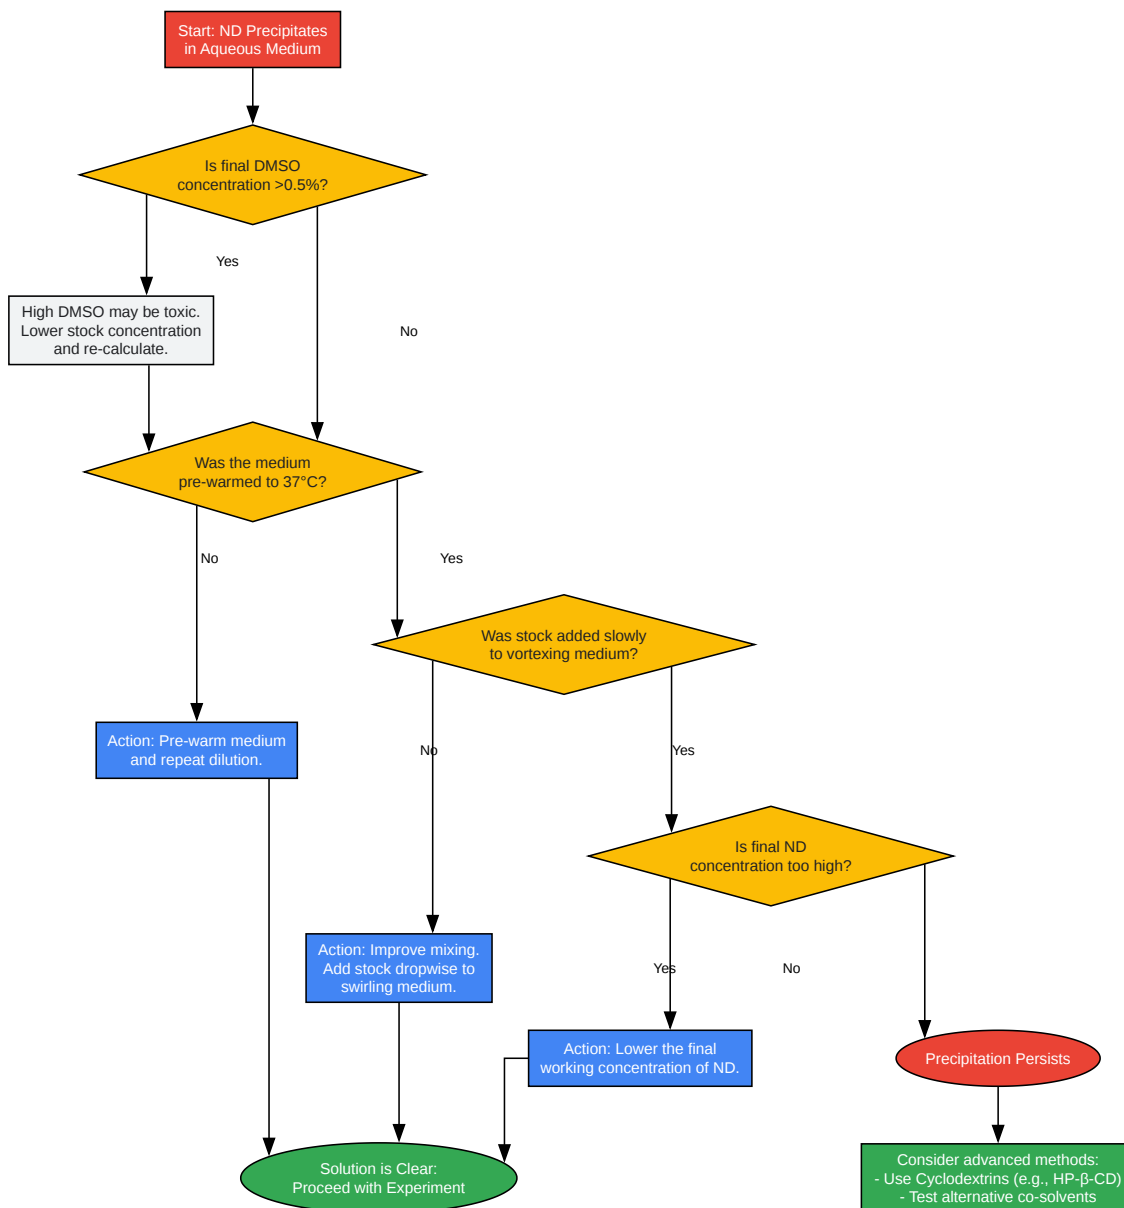 Start: ND Precipitates
in Aqueous Medium
Is final DMSO
concentration >0.5%?
Yes
No
High DMSO may be toxic.
Lower stock concentration
and re-calculate.
Was the medium
pre-warmed to 37°C?
No
Yes
Was stock added slowly
to vortexing medium?
Action: Pre-warm medium
and repeat dilution.
No
Yes
Is final ND
concentration too high?
Action: Improve mixing.
Add stock dropwise to
swirling medium.
Yes
No
Action: Lower the final
working concentration of ND.
Precipitation Persists
Solution is Clear:
Proceed with Experiment
Consider advanced methods:
- Use Cyclodextrins (e.g., HP-β-CD)
- Test alternative co-solvents